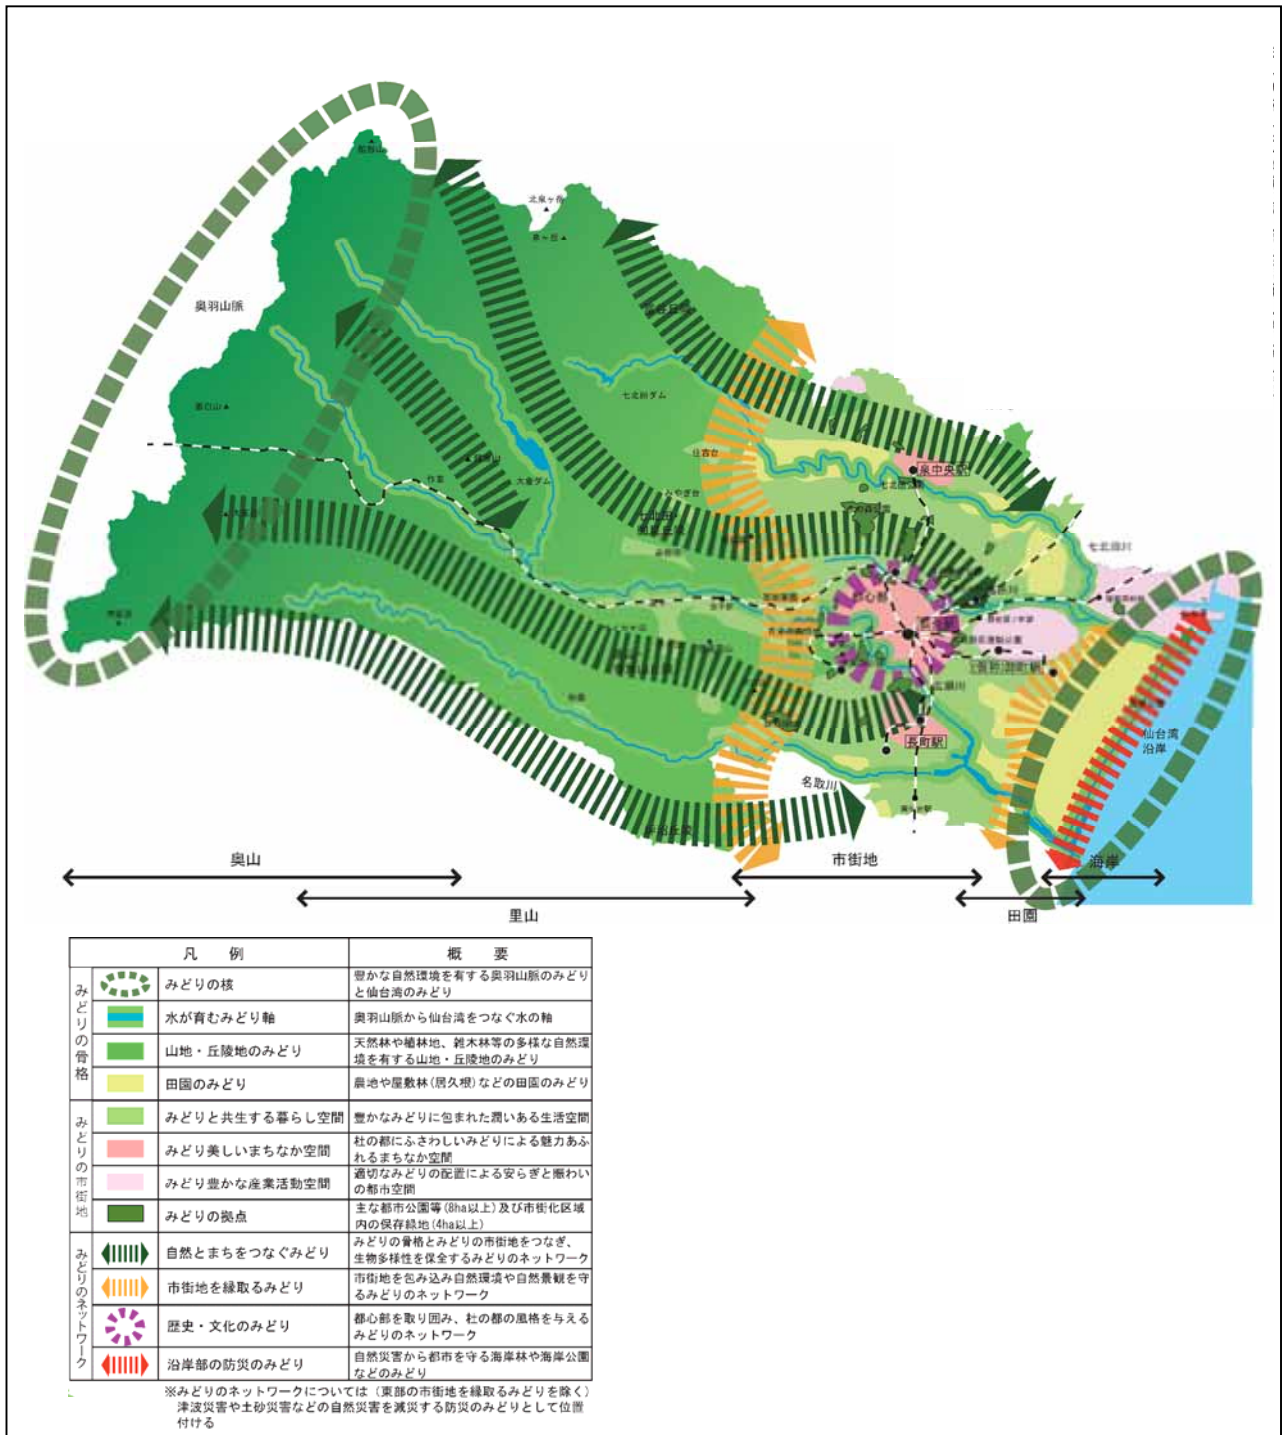 船形山
北泉ヶ岳
泉ヶ岳
奥羽山脈
七北田ダム
面白山
住吉台
泉中央駅
作並
大倉ダム
みやぎ台
七北田川
都心部
仙台駅
広瀬川
長町駅
仙台湾
沿岸
名取川
奥山
市街地
海岸
里山
田園
凡 例
概 要
みどりの骨格
みどりの核
豊かな自然環境を有する奥羽山脈のみどり
と仙台湾のみどり
水が育むみどり軸
奥羽山脈から仙台湾をつなぐ水の軸
山地・丘陵地のみどり
天然林や植林地、雑木林等の多様な自然環
境を有する山地・丘陵地のみどり
田園のみどり
農地や屋敷林(居久根)などの田園のみどり
みどりの市街地
みどりと共生する暮らし空間
豊かなみどりに包まれた潤いある生活空間
みどり美しいまちなか空間
杜の都にふさわしいみどりによる魅力あふ
れるまちなか空間
みどり豊かな産業活動空間
適切なみどりの配置による安らぎと賑わい
の都市空間
みどりの拠点
主な都市公園等(8ha以上)及び市街化区域
内の保存緑地(4ha以上)
みどりのネットワーク
自然とまちをつなぐみどり
みどりの骨格とみどりの市街地をつなぎ、
生物多様性を保全するみどりのネットワーク
市街地を縁取るみどり
市街地を包み込み自然環境や自然景観を守
るみどりのネットワーク
歴史・文化のみどり
都心部を取り囲み、杜の都の風格を与える
みどりのネットワーク
沿岸部の防災のみどり
自然災害から都市を守る海岸林や海岸公園
などのみどり
※みどりのネットワークについては（東部の市街地を縁取るみどりを除く）
津波災害や土砂災害などの自然災害を減災する防災のみどりとして位置
付ける